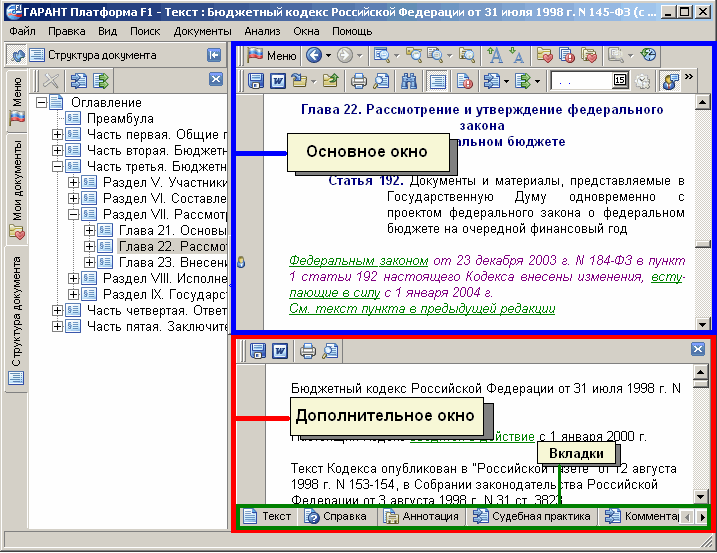 ГАРАНТ Платформа F1 - Текст : Бюджетный кодекс Российской Федерации от 31 июля 1998 г. N 145-ФЗ (с ...
Файл Правка Вид Поиск Документы Анализ Окна Помощь
Структура документа
Меню
Мои документы
Структура документа
Оглавление
Преамбула
Часть первая. Общие п
Часть вторая. Бюджетн
Часть третья. Бюджетн
Раздел V. Участники
Раздел VI. Составле
Раздел VII. Рассмотр
Глава 21. Основы
Глава 22. Рассмо
Глава 23. Внесени
Раздел VIII. Исполне
Раздел IX. Государс
Часть четвертая. Ответ
Часть пятая. Заключите
Меню
. .
15
»
Глава 22. Рассмотрение и утверждение федерального
закона
бюджете
Основное окно
Статья 192. Документы и материалы, представляемые в
Государственную Думу одновременно с
проектом федерального закона о федеральном
бюджете на очередной финансовый год
Федеральным законом от 23 декабря 2003 г. N 184-ФЗ в пункт
1 статьи 192 настоящего Кодекса внесены изменения, всту-
пающие в силу с 1 января 2004 г.
См. текст пункта в предыдущей редакции
Бюджетный кодекс Российской Федерации от 31 июля 1998 г. N
Дополнительное окно
с 1 января 2000 г.
Вкладки
Текст Кодекса опубликован в "Российской газете" от 12 августа
1998 г. N 153-154, в Собрании законодательства Российской
Федерации от 3 августа 1998 г. N 31 ст. 3823
Текст Справка Аннотация Судебная практика Коммента